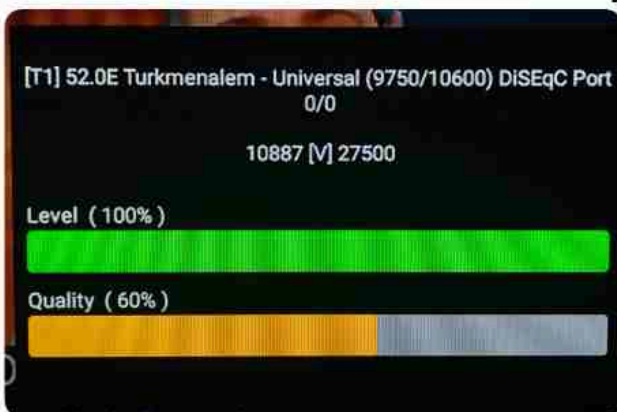 [T1] 52.0E Turkmenalem - Universal (9750/10600) DiSEqC Port
0/0
10887 [V] 27500
Level ( 100% )
Quality ( 60% )